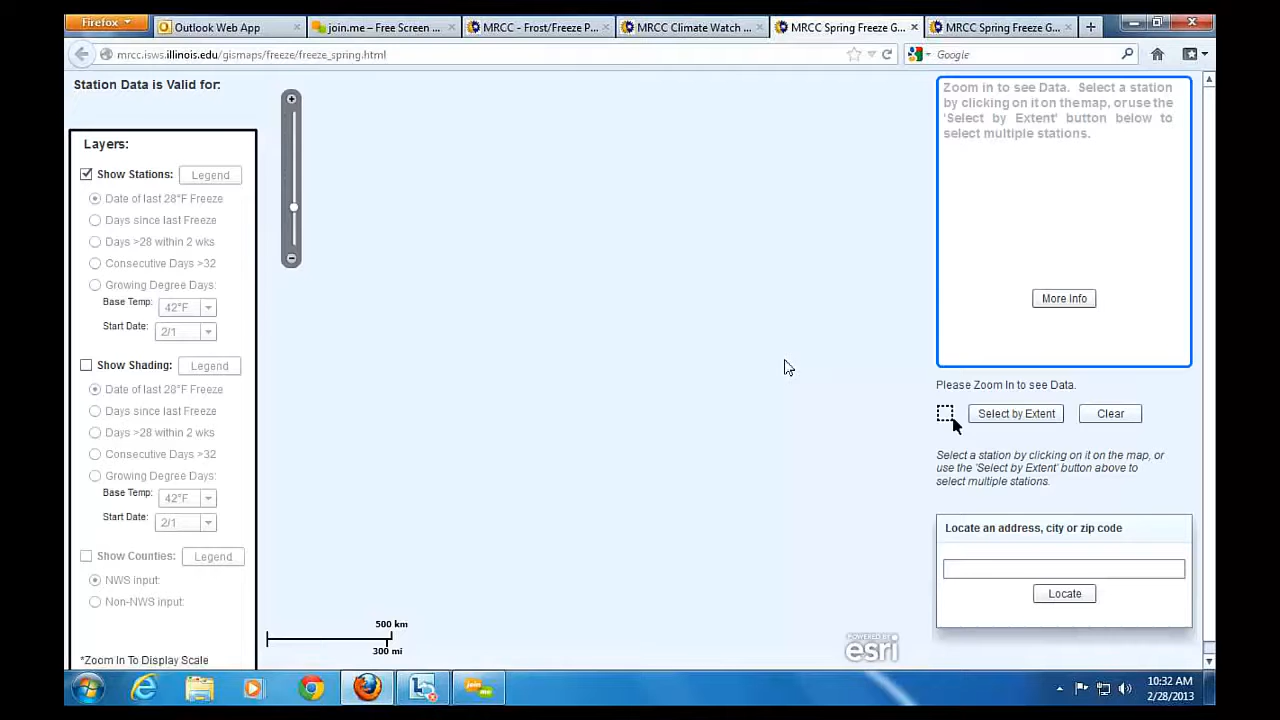 Firefox
Outlook Web App
join.me – Free Screen ...
MRCC - Frost/Freeze P...
MRCC Climate Watch ...
MRCC Spring Freeze G...
MRCC Spring Freeze G...
mrcc.isws.illinois.edu/gismaps/freeze/freeze_spring.html
Google
Station Data is Valid for:
Layers:
Show Stations:
Legend
Date of last 28°F Freeze
Days since last Freeze
Days >28 within 2 wks
Consecutive Days >32
Growing Degree Days:
Base Temp:
42°F
Start Date:
2/1
Show Shading:
Legend
Date of last 28°F Freeze
Days since last Freeze
Days >28 within 2 wks
Consecutive Days >32
Growing Degree Days:
Base Temp:
42°F
Start Date:
2/1
Show Counties:
Legend
NWS input:
Non-NWS input:
*Zoom In To Display Scale
500 km
300 mi
POWERED BY
esri
Zoom in to see Data. Select a station
by clicking on it on the map, or use the
'Select by Extent' button below to
select multiple stations.
More Info
Please Zoom In to see Data.
Select by Extent
Clear
Select a station by clicking on it on the map, or
use the 'Select by Extent' button above to
select multiple stations.
Locate an address, city or zip code
Locate
10:32 AM
2/28/2013